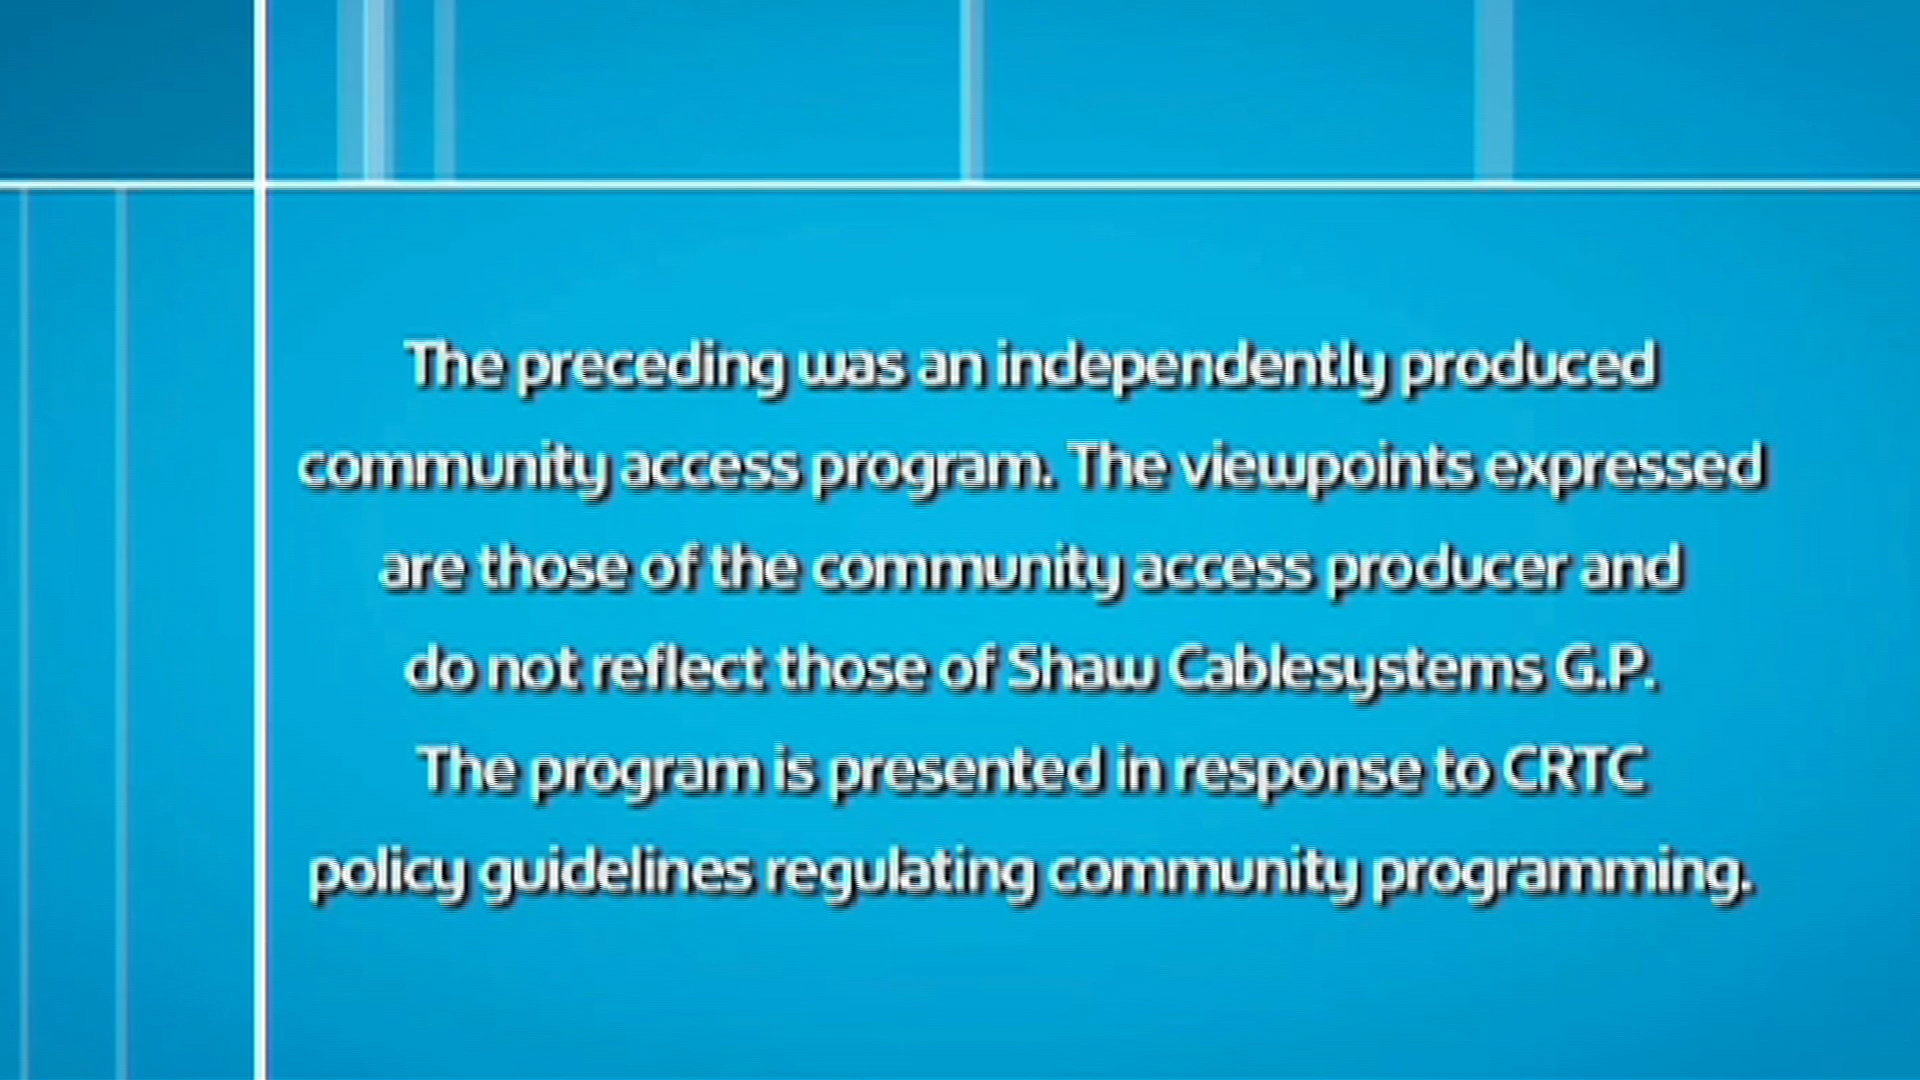 The preceding was an independently produced
community access program. The viewpoints expressed
are those of the community access producer and
do not reflect those of Shaw Cablesystems G.P.
The program is presented in response to CRTC
policy guidelines regulating community programming.